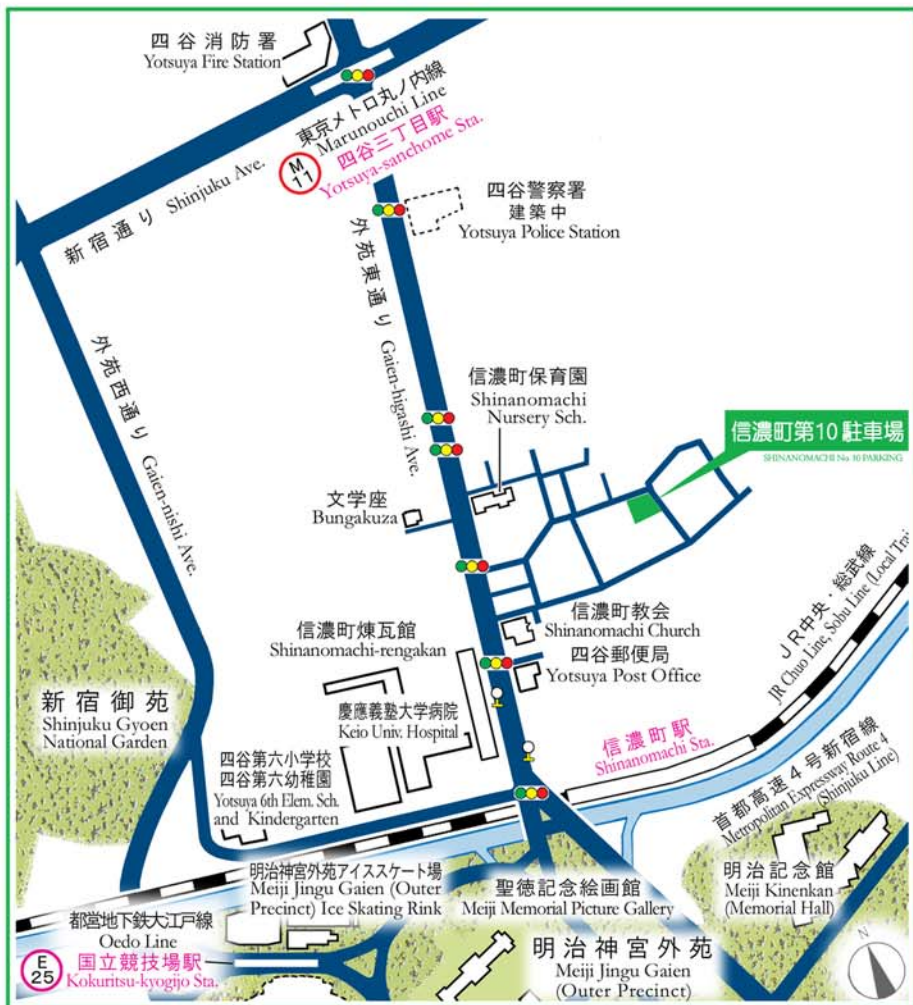 四谷消防署
Yotsuya Fire Station
東京メトロ丸ノ内線
Marunouchi Line
M
11
四谷三丁目駅
Yotsuya-sanchome Sta.
新宿通り Shinjuku Ave.
四谷警察署
建築中
Yotsuya Police Station
外苑東通り Gaien-higashi Ave.
外苑西通り Gaien-nishi Ave.
信濃町保育園
Shinanomachi
Nursery Sch.
信濃町第10駐車場
SHINANOMACHI No.10 PARKING
文学座
Bungakuza
JR中央・総武線
JR Chuo Line, Sobu Line (Local Trai
信濃町教会
Shinanomachi Church
信濃町煉瓦館
Shinanomachi-rengakan
四谷郵便局
Yotsuya Post Office
新宿御苑
Shinjuku Gyoen
National Garden
慶應義塾大学病院
Keio Univ. Hospital
信濃町駅
Shinanomachi Sta.
四谷第六小学校
四谷第六幼稚園
Yotsuya 6th Elem. Sch.
and Kindergarten
首都高速4号新宿線
Metropolitan Expressway Route 4
(Shinjuku Line)
明治神宮外苑アイススケート場
Meiji Jingu Gaien (Outer
Precinct) Ice Skating Rink
聖徳記念絵画館
Meiji Memorial Picture Gallery
明治記念館
Meiji Kinenkan
(Memorial Hall)
都営地下鉄大江戸線
Oedo Line
E
25
国立競技場駅
Kokuritsu-kyogijo Sta.
明治神宮外苑
Meiji Jingu Gaien
(Outer Precinct)
N